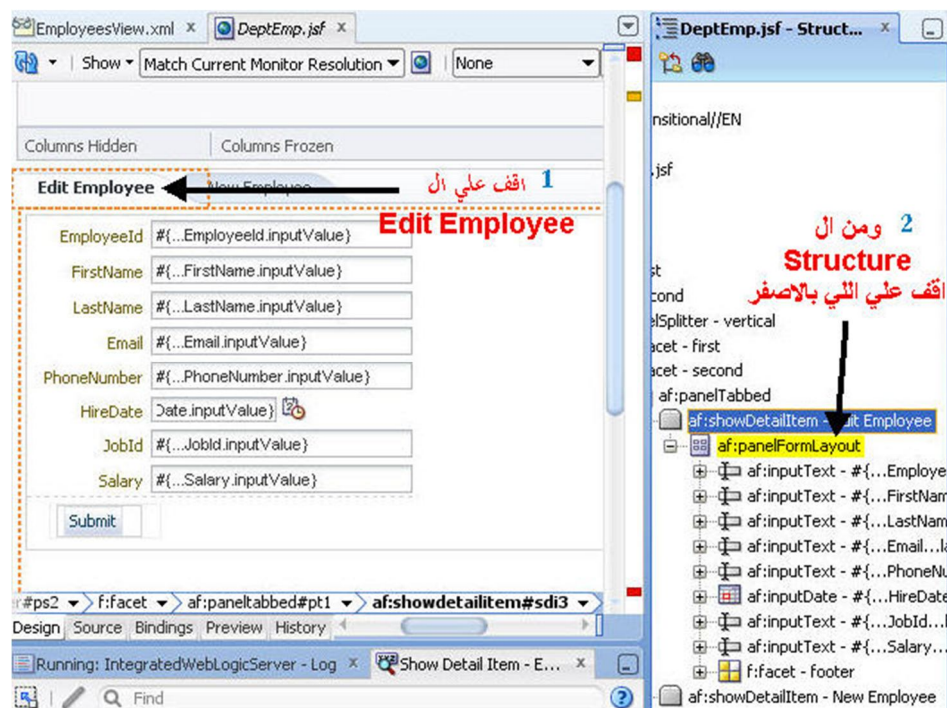 EmployeesView.xml
DeptEmp.jsf
Show
Match Current Monitor Resolution
None
Columns Hidden
Columns Frozen
Edit Employee
New Employee
1 اقف علي ال
Edit Employee
EmployeeId #{...EmployeeId.inputValue}
FirstName #{...FirstName.inputValue}
LastName #{...LastName.inputValue}
Email #{...Email.inputValue}
PhoneNumber #{...PhoneNumber.inputValue}
HireDate Date.inputValue}
JobId #{...JobId.inputValue}
Salary #{...Salary.inputValue}
Submit
r#ps2 f:facet af:paneltabbed#pt1 af:showdetailitem#sdi3
Design Source Bindings Preview History
Running: IntegratedWebLogicServer - Log
Show Detail Item - E...
Find
DeptEmp.jsf - Struct...
nsitional//EN
.jsf
2 ومن ال
Structure
اقف علي اللي بالاصفر
st
cond
elSplitter - vertical
acet - first
acet - second
af:panelTabbed
af:showDetailItem - Edit Employee
af:panelFormLayout
af:inputText - #{...Employe
af:inputText - #{...FirstNam
af:inputText - #{...LastNam
af:inputText - #{...Email...la
af:inputText - #{...PhoneNu
af:inputDate - #{...HireDate
af:inputText - #{...JobId...l
af:inputText - #{...Salary...
f:facet - footer
af:showDetailItem - New Employee